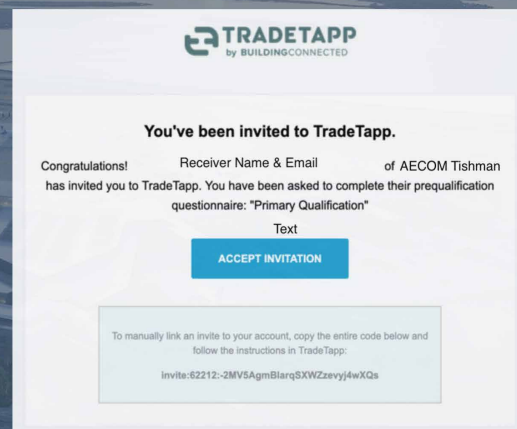 TRADETAPP
by BUILDINGCONNECTED
You've been invited to TradeTapp.
Congratulations! Receiver Name & Email of AECOM Tishman
has invited you to TradeTapp. You have been asked to complete their prequalification
questionnaire: "Primary Qualification"
Text
ACCEPT INVITATION
To manually link an invite to your account, copy the entire code below and
follow the instructions in TradeTapp:
invite:62212:-2MV5AgmBlarqSXWZzevyj4wXQs